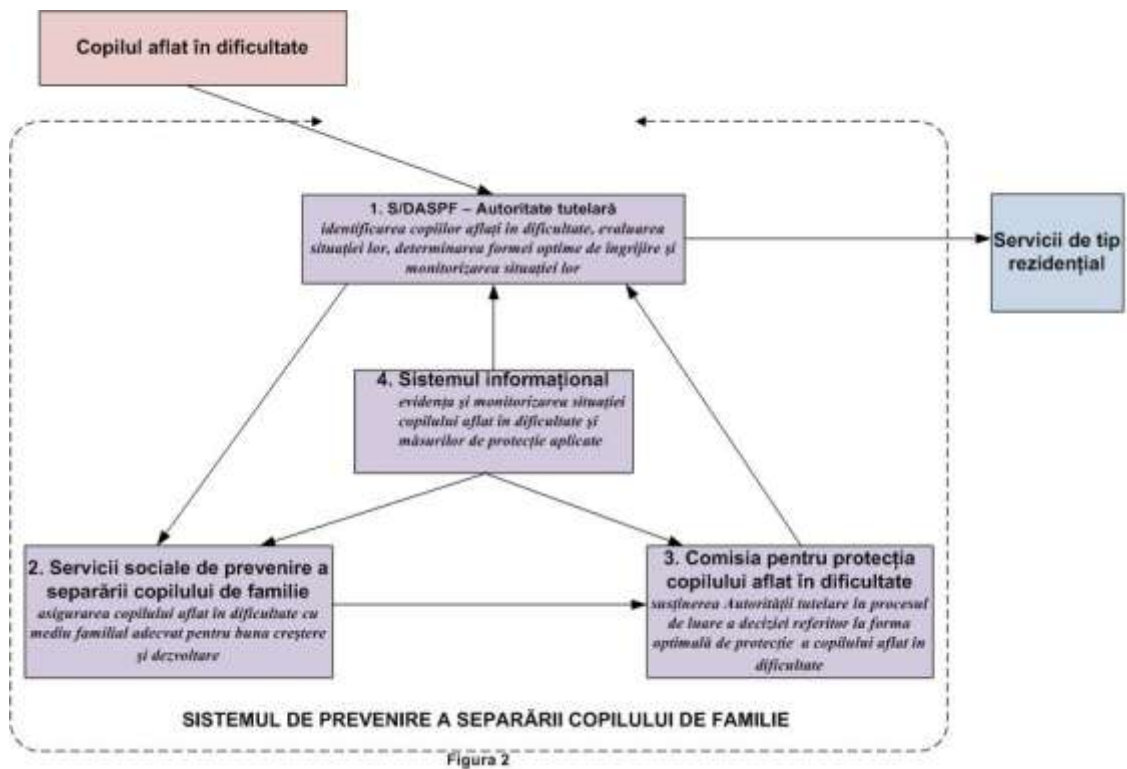 Copilul aflat în dificultate
1. S/DASPF – Autoritate tutelară
identificarea copiilor aflați în dificultate, evaluarea
situației lor, determinarea formei optime de îngrijire și
monitorizarea situației lor
Servicii de tip
rezidențial
4. Sistemul informațional
evidența și monitorizarea situației
copilului aflat în dificultate și
măsurilor de protecție aplicate
2. Servicii sociale de prevenire a
separării copilului de familie
asigurarea copilului aflat în dificultate cu
mediu familial adecvat pentru buna creștere
și dezvoltare
3. Comisia pentru protecția
copilului aflat în dificultate
susținerea Autorității tutelare în procesul
de luare a deciziei referitor la forma
optimală de protecție a copilului aflat în
dificultate
SISTEMUL DE PREVENIRE A SEPARĂRII COPILULUI DE FAMILIE
Figura 2